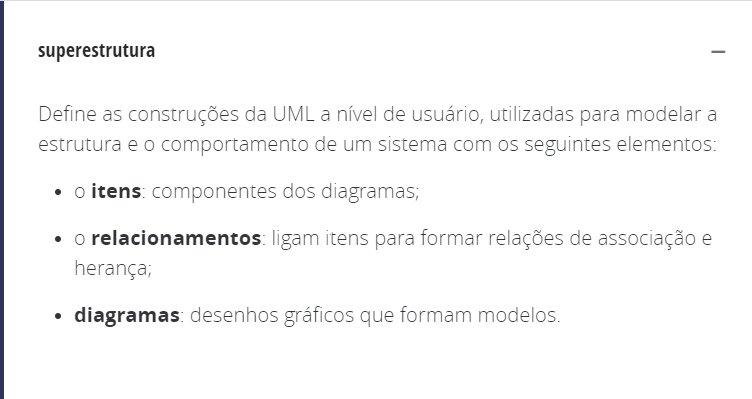 superestrutura
Define as construções da UML a nível de usuário, utilizadas para modelar a
estrutura e o comportamento de um sistema com os seguintes elementos:
• o itens: componentes dos diagramas;
• o relacionamentos: ligam itens para formar relações de associação e
herança;
• diagramas: desenhos gráficos que formam modelos.